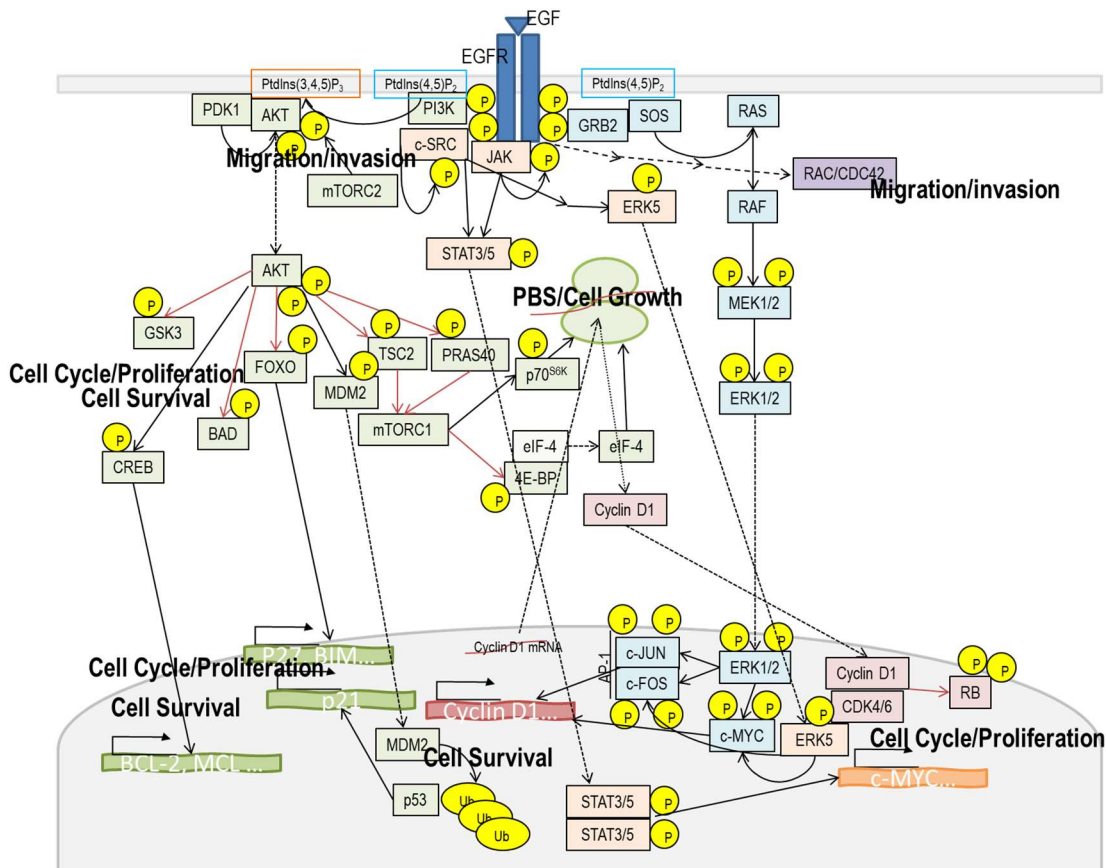 EGF
EGFR
PtdIns(3,4,5)P3
PtdIns(4,5)P2
PtdIns(4,5)P2
PDK1
AKT
P
P
PI3K
P
P
c-SRC
P
JAK
P
P
P
GRB2
SOS
RAS
Migration/invasion
mTORC2
RAC/CDC42
Migration/invasion
P
ERK5
RAF
STAT3/5
P
AKT
P
P
P
GSK3
P
FOXO
P
TSC2
P
PRAS40
P
MDM2
PBS/Cell Growth
P
p70S6K
P
P
MEK1/2
P
P
ERK1/2
Cell Cycle/Proliferation
Cell Survival
P
BAD
P
CREB
mTORC1
eIF-4
eIF-4
4E-BP
P
Cyclin D1
P27, BIM...
Cell Cycle/Proliferation
p21
Cell Survival
BCL-2, MCL ...
Cyclin D1 mRNA
Cyclin D1...
AP-1
P
P
c-JUN
c-FOS
P
P
P
P
ERK1/2
P
P
c-MYC
Cyclin D1
CDK4/6
P
ERK5
P
P
RB
MDM2
Cell Survival
p53
Ub
Ub
Ub
Cell Cycle/Proliferation
c-MYC...
STAT3/5
P
STAT3/5
P